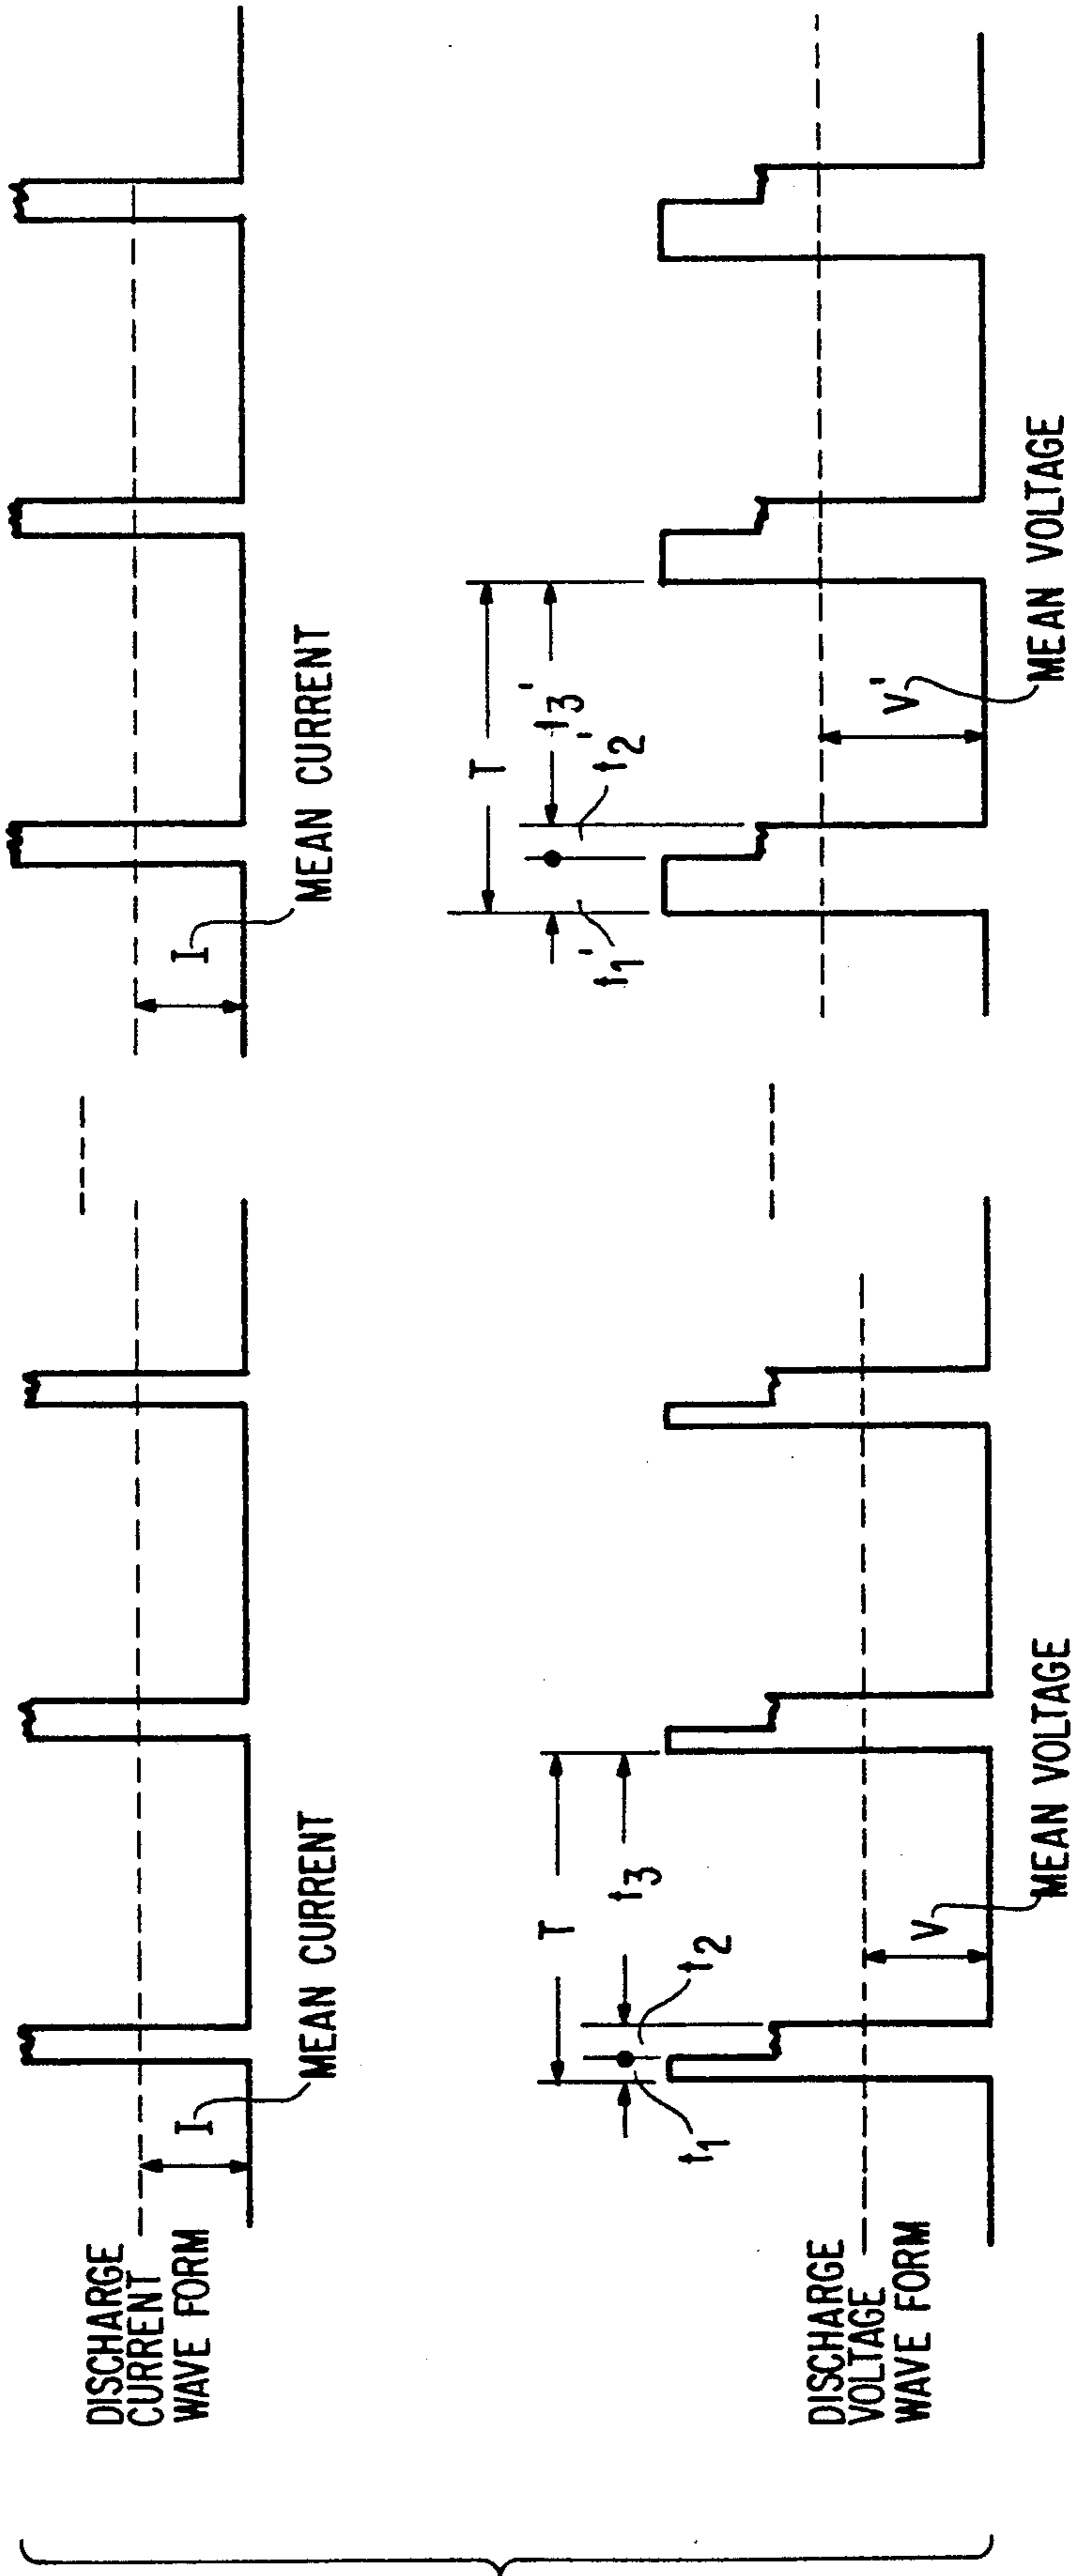 DISCHARGE
CURRENT
WAVE FORM
I
MEAN CURRENT
I
MEAN CURRENT
DISCHARGE
VOLTAGE
WAVE FORM
T
t1
t2
t3
V
MEAN VOLTAGE
T
t1'
t2'
t3'
V'
MEAN VOLTAGE